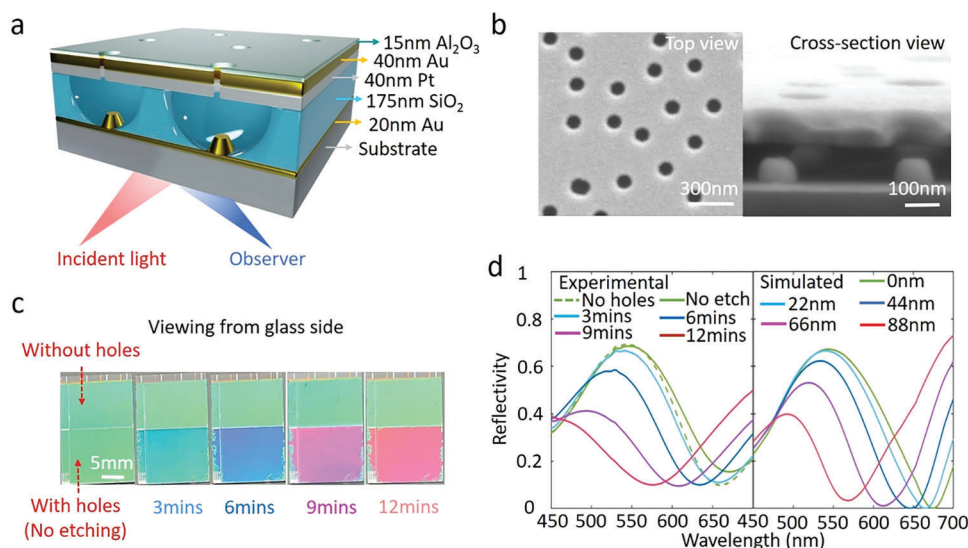 a
15nm Al₂O₃
40nm Au
40nm Pt
175nm SiO₂
20nm Au
Substrate
Incident light
Observer
b
Top view
300nm
Cross-section view
100nm
c
Viewing from glass side
Without holes
5mm
With holes
(No etching)
3mins
6mins
9mins
12mins
d
Reflectivity
1
0.8
0.6
0.4
0.2
0
Experimental
No holes
No etch
3mins
6mins
9mins
12mins
Simulated
0nm
22nm
44nm
66nm
88nm
450 500 550 600 650 450 500 550 600 650 700
Wavelength (nm)